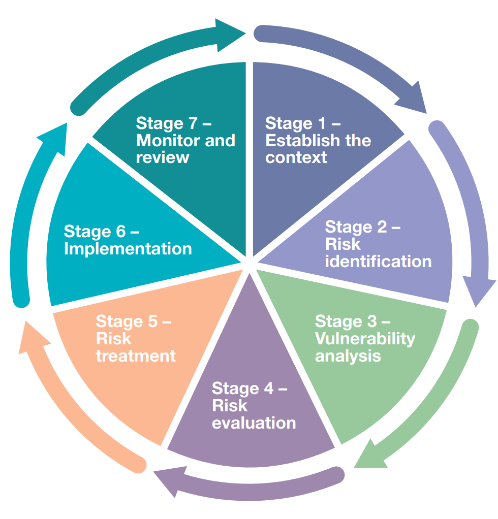 Stage 1 –
Establish the
context
Stage 2 –
Risk
identification
Stage 3 –
Vulnerability
analysis
Stage 4 –
Risk
evaluation
Stage 5 –
Risk
treatment
Stage 6 –
Implementation
Stage 7 –
Monitor and
review